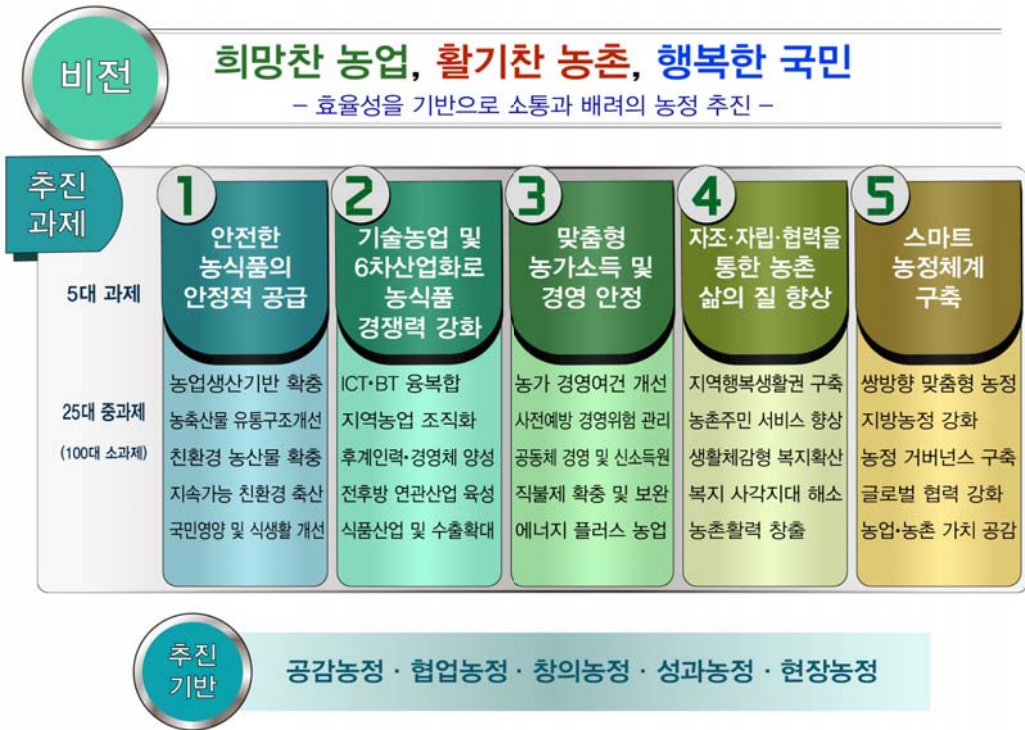 비전
희망찬 농업, 활기찬 농촌, 행복한 국민
– 효율성을 기반으로 소통과 배려의 농정 추진 –
추진
과제
5대 과제
25대 중과제
(100대 소과제)
1
안전한
농식품의
안정적 공급
농업생산기반 확충
농축산물 유통구조개선
친환경 농산물 확충
지속가능 친환경 축산
국민영양 및 식생활 개선
2
기술농업 및
6차산업화로
농식품
경쟁력 강화
ICT·BT 융복합
지역농업 조직화
후계인력·경영체 양성
전후방 연관산업 육성
식품산업 및 수출확대
3
맞춤형
농가소득 및
경영 안정
농가 경영여건 개선
사전예방 경영위험 관리
공동체 경영 및 신소득원
직불제 확충 및 보완
에너지 플러스 농업
4
자조·자립·협력을
통한 농촌
삶의 질 향상
지역행복생활권 구축
농촌주민 서비스 향상
생활체감형 복지확산
복지 사각지대 해소
농촌활력 창출
5
스마트
농정체계
구축
쌍방향 맞춤형 농정
지방농정 강화
농정 거버넌스 구축
글로벌 협력 강화
농업·농촌 가치 공감
추진
기반
공감농정 · 협업농정 · 창의농정 · 성과농정 · 현장농정